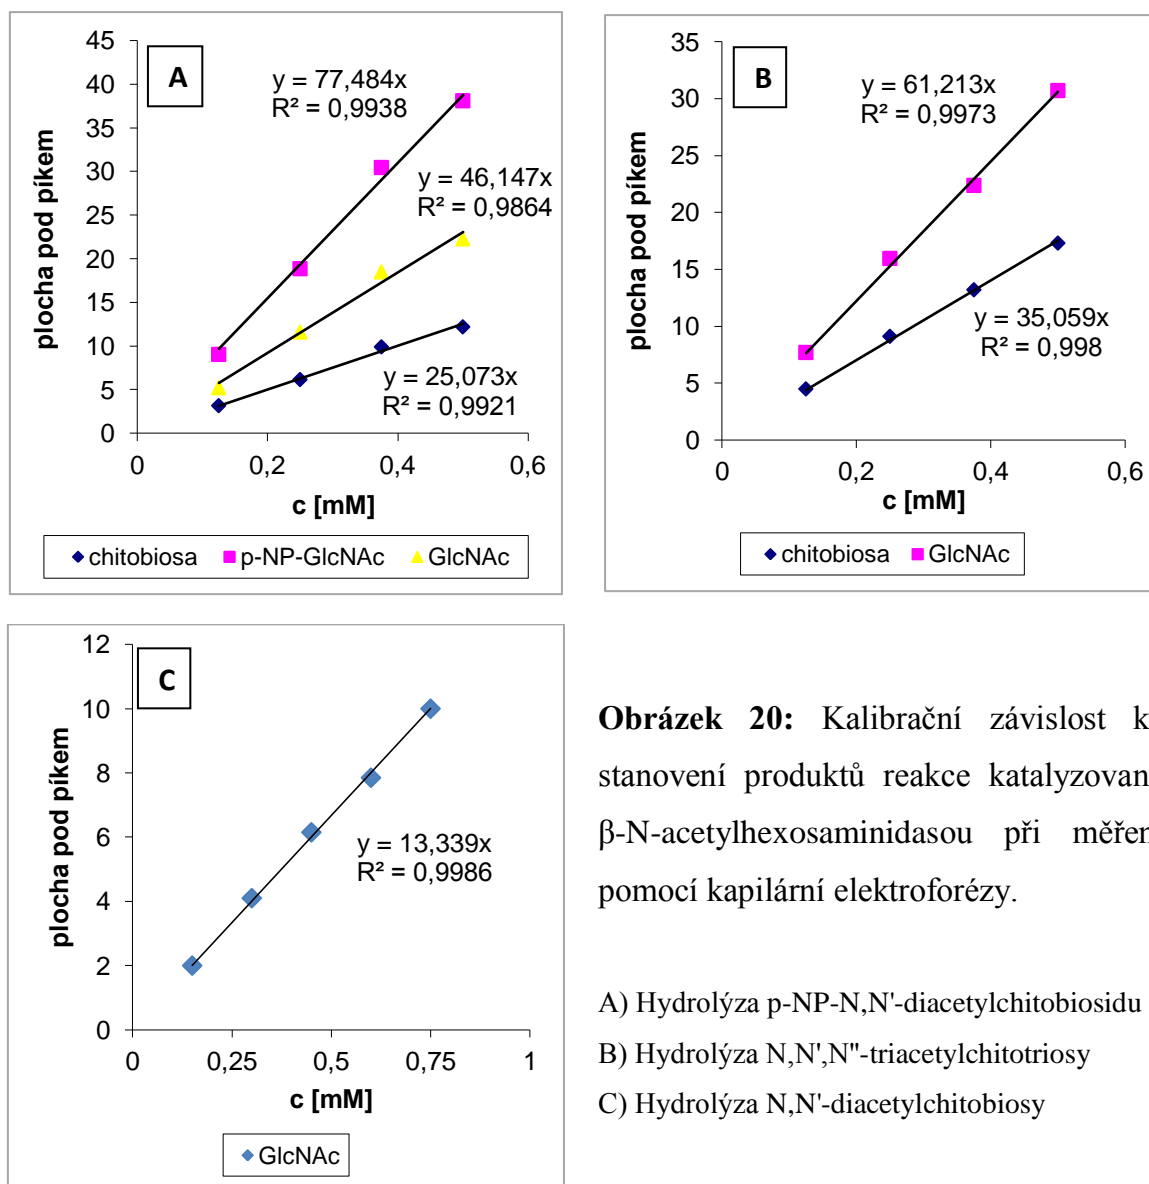 A
45
40
35
30
25
20
15
10
5
0
plocha pod píkem
y = 77,484x
R² = 0,9938
y = 46,147x
R² = 0,9864
y = 25,073x
R² = 0,9921
0 0,2 0,4 0,6
c [mM]
chitobiosa p-NP-GlcNAc GlcNAc
B
35
30
25
20
15
10
5
0
plocha pod píkem
y = 61,213x
R² = 0,9973
y = 35,059x
R² = 0,998
0 0,2 0,4 0,6
c [mM]
chitobiosa GlcNAc
C
12
10
8
6
4
2
0
plocha pod píkem
y = 13,339x
R² = 0,9986
0 0,25 0,5 0,75 1
c [mM]
GlcNAc
Obrázek 20: Kalibrační závislost k
stanovení produktů reakce katalyzovan
β-N-acetylhexosaminidasou při měřen
pomocí kapilární elektroforézy.
A) Hydrolýza p-NP-N,N'-diacetylchitobiosidu
B) Hydrolýza N,N',N"-triacetylchitotriosy
C) Hydrolýza N,N'-diacetylchitobiosy